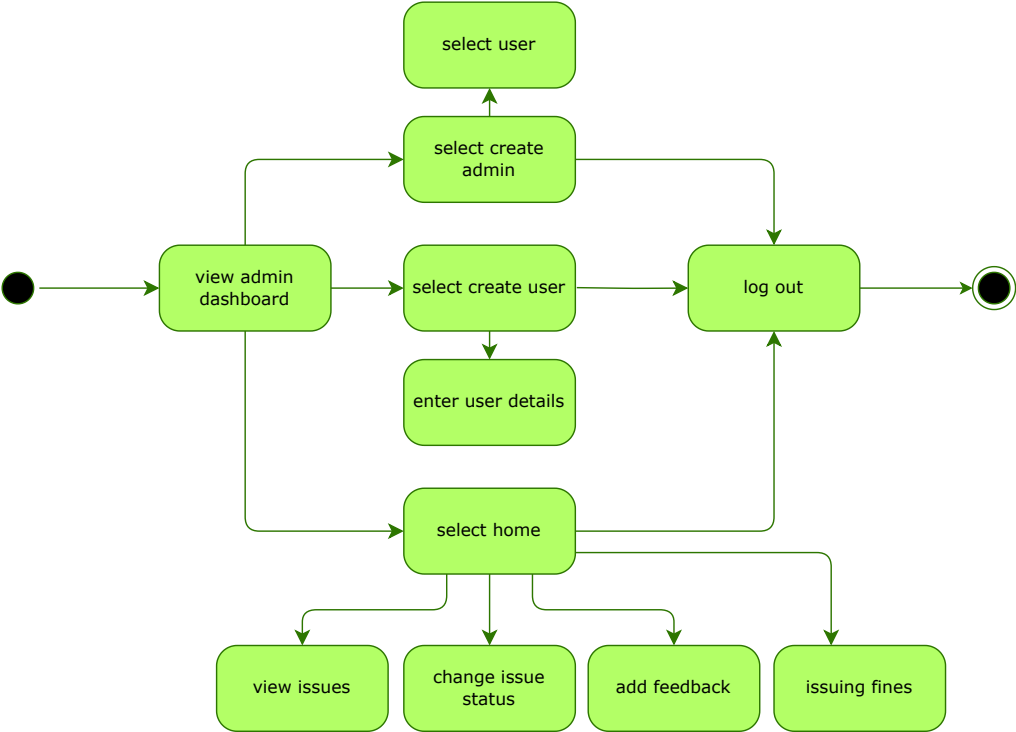 select user
select create
admin
view admin
dashboard
select create user
log out
enter user details
select home
view issues
change issue
status
add feedback
issuing fines